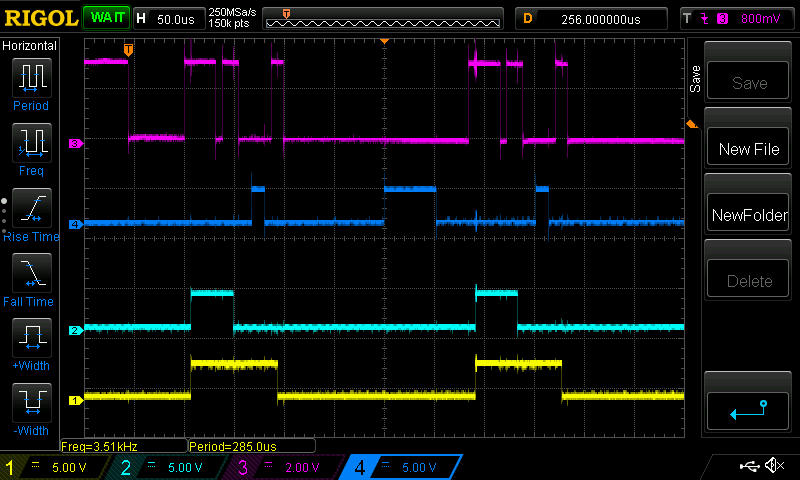 RIGOL WAIT H 50.0us 250MSa/s 150k pts T D 256.000000us T 3 800mV
Horizontal
Period
Freq
Rise Time
Fall Time
+Width
-Width
T
3
4
2
1
Freq=3.51kHz Period=285.0us
1 5.00 V 2 5.00 V 3 2.00 V 4 5.00 V
Save
Save
New File
NewFolder
Delete